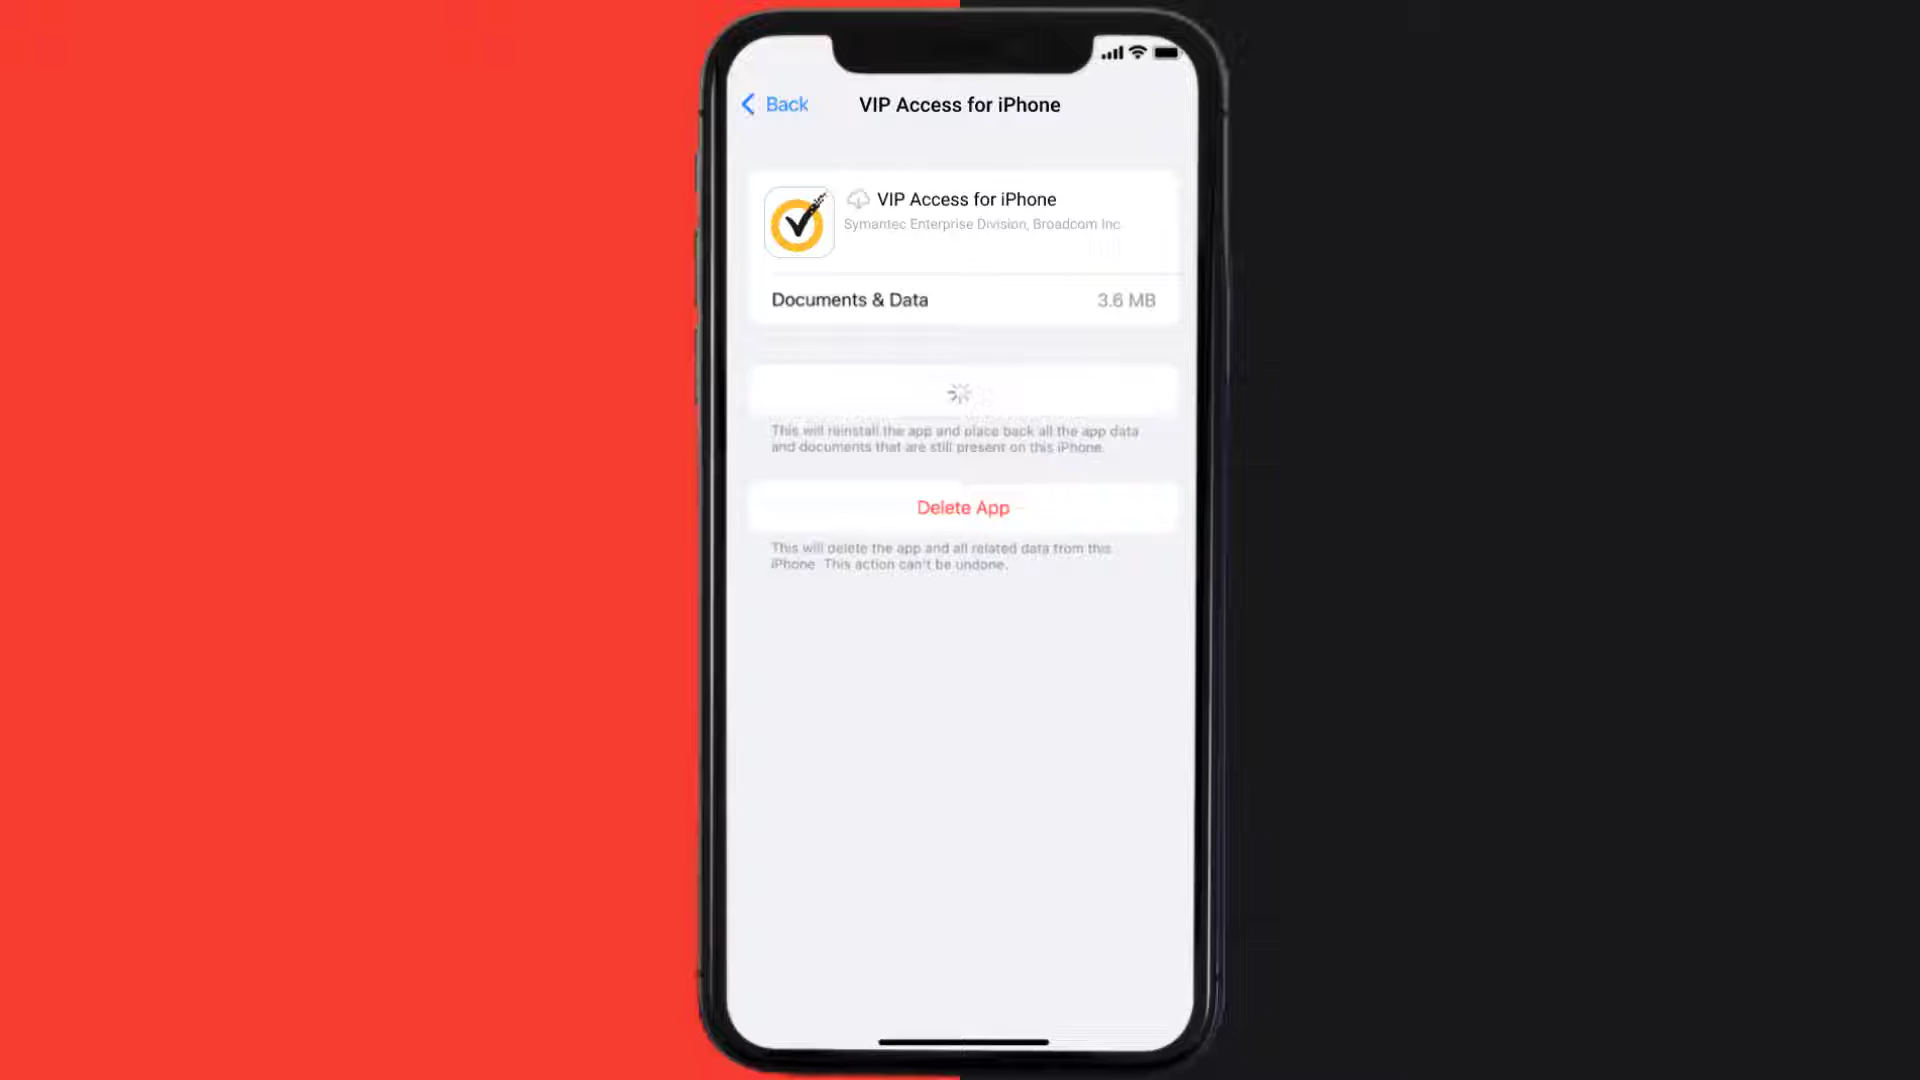 Back
VIP Access for iPhone
VIP Access for iPhone
Symantec Enterprise Division, Broadcom Inc.
Documents & Data
3.6 MB
This will reinstall the app and place back all the app data
and documents that are still present on this iPhone.
Delete App
This will delete the app and all related data from this
iPhone. This action can't be undone.